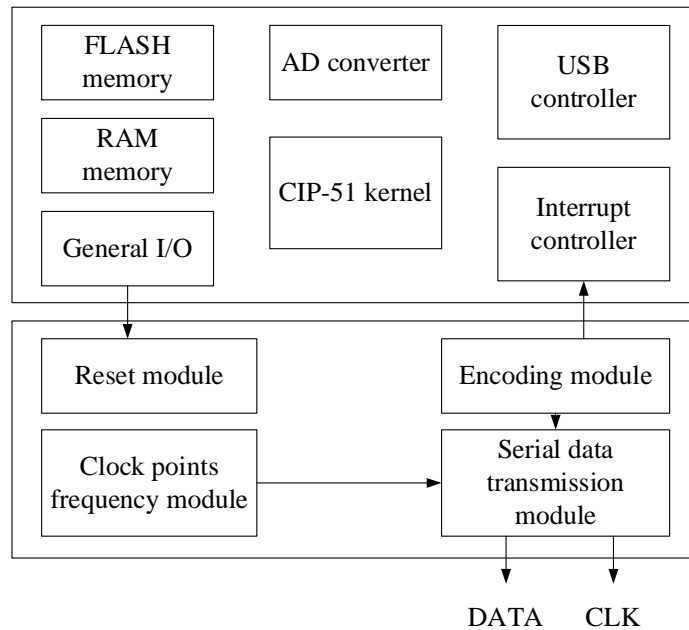 FLASH
memory
AD converter
USB
controller
RAM
memory
CIP-51 kernel
Interrupt
controller
General I/O
Reset module
Encoding module
Clock points
frequency module
Serial data
transmission
module
DATA
CLK